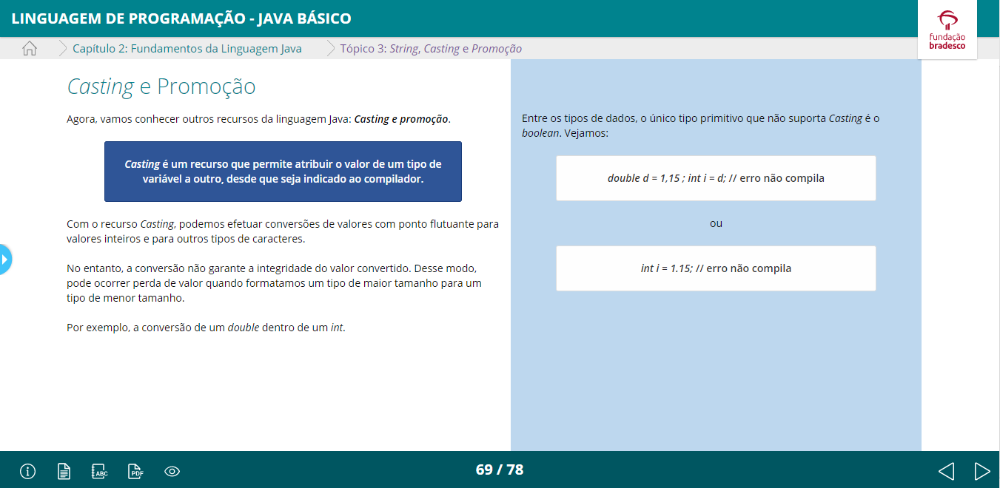 LINGUAGEM DE PROGRAMAÇÃO - JAVA BÁSICO
fundação
bradesco
Capítulo 2: Fundamentos da Linguagem Java
Tópico 3: String, Casting e Promoção
Casting e Promoção
Agora, vamos conhecer outros recursos da linguagem Java: Casting e promoção.
Casting é um recurso que permite atribuir o valor de um tipo de
variável a outro, desde que seja indicado ao compilador.
Com o recurso Casting, podemos efetuar conversões de valores com ponto flutuante para
valores inteiros e para outros tipos de caracteres.
No entanto, a conversão não garante a integridade do valor convertido. Desse modo,
pode ocorrer perda de valor quando formatamos um tipo de maior tamanho para um
tipo de menor tamanho.
Por exemplo, a conversão de um double dentro de um int.
Entre os tipos de dados, o único tipo primitivo que não suporta Casting é o
boolean. Vejamos:
double d = 1,15 ; int i = d; // erro não compila
ou
int i = 1.15; // erro não compila
ABC
PDF
69 / 78